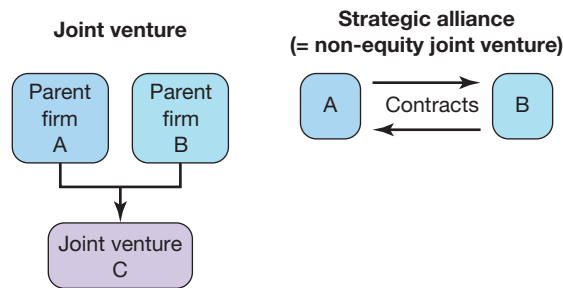 Joint venture
Parent
firm
A
Parent
firm
B
Joint venture
C
Strategic alliance
(= non-equity joint venture)
A
Contracts
B